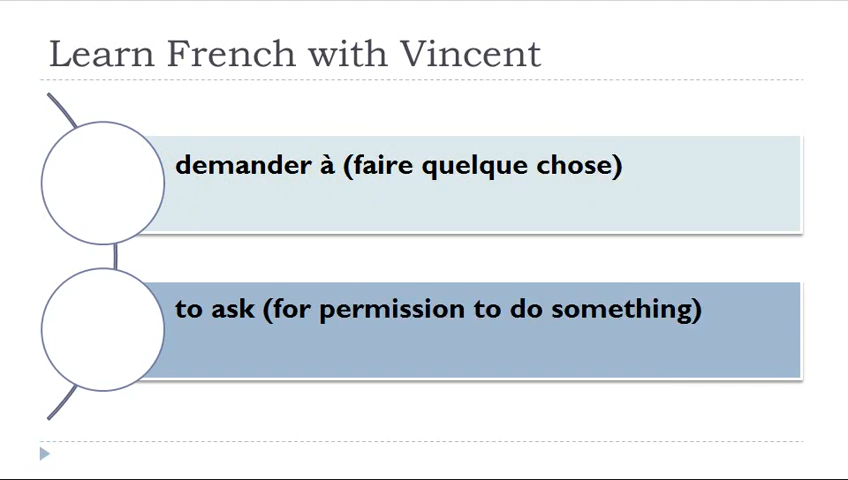 Learn French with Vincent
demander à (faire quelque chose)
to ask (for permission to do something)